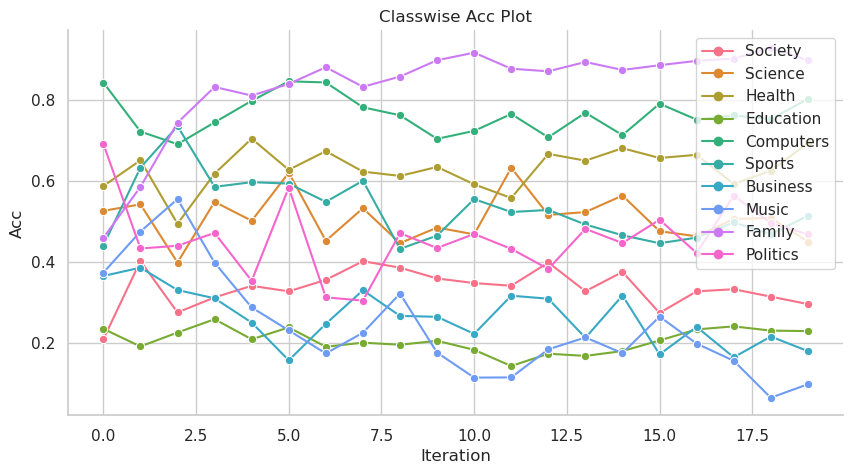 Classwise Acc Plot
Society
Science
Health
Education
Computers
Sports
Business
Music
Family
Politics
Acc
0.8
0.6
0.4
0.2
0.0 2.5 5.0 7.5 10.0 12.5 15.0 17.5
Iteration